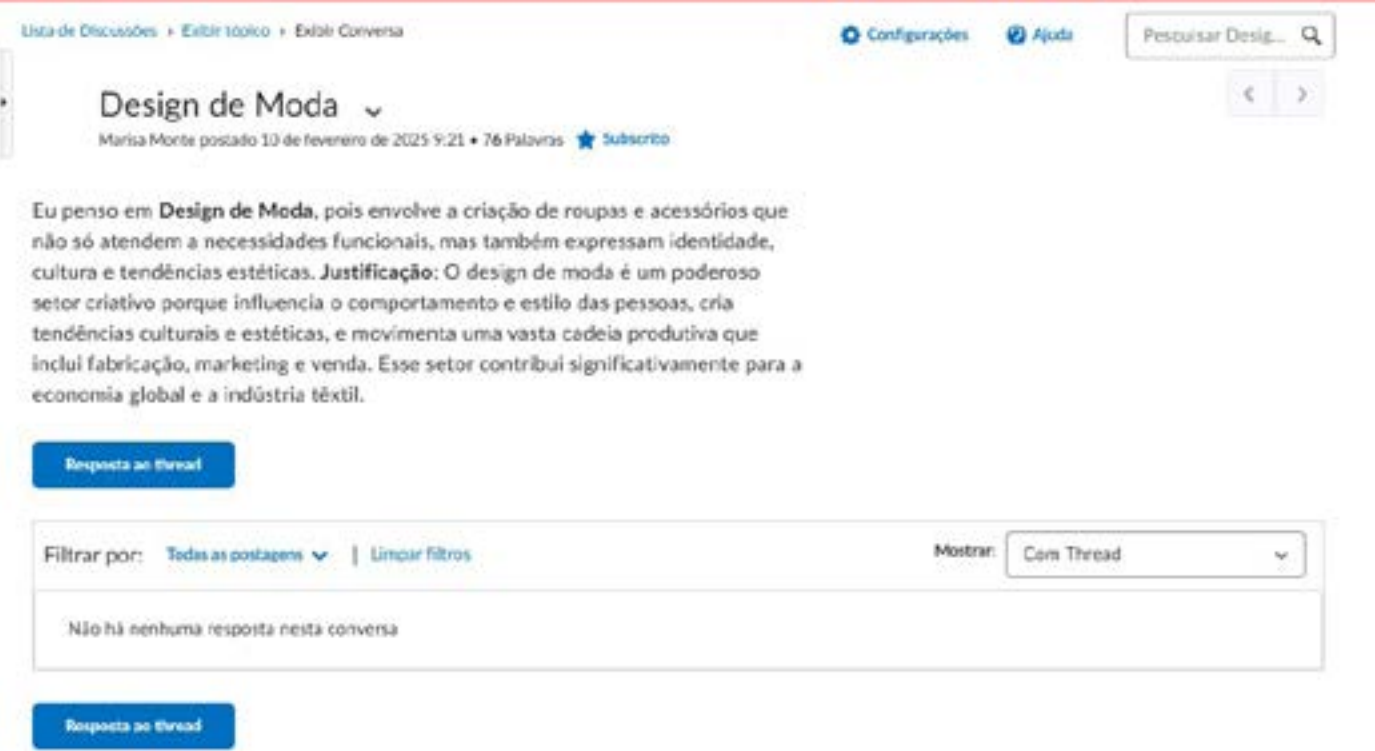 Lista de Discussões › Exibir tópico › Exibir Conversa
Configurações
Ajuda
Pesquisar Desig...
Design de Moda
Marisa Monte postado 10 de fevereiro de 2025 9:21 • 76 Palavras ★ Subscrito
Eu penso em Design de Moda, pois envolve a criação de roupas e acessórios que
não só atendem a necessidades funcionais, mas também expressam identidade,
cultura e tendências estéticas. Justificação: O design de moda é um poderoso
setor criativo porque influencia o comportamento e estilo das pessoas, cria
tendências culturais e estéticas, e movimenta uma vasta cadeia produtiva que
inclui fabricação, marketing e venda. Esse setor contribui significativamente para a
economia global e a indústria têxtil.
Resposta ao thread
Filtrar por: Todas as postagens | Limpar filtros
Mostrar: Com Thread
Não há nenhuma resposta nesta conversa
Resposta ao thread